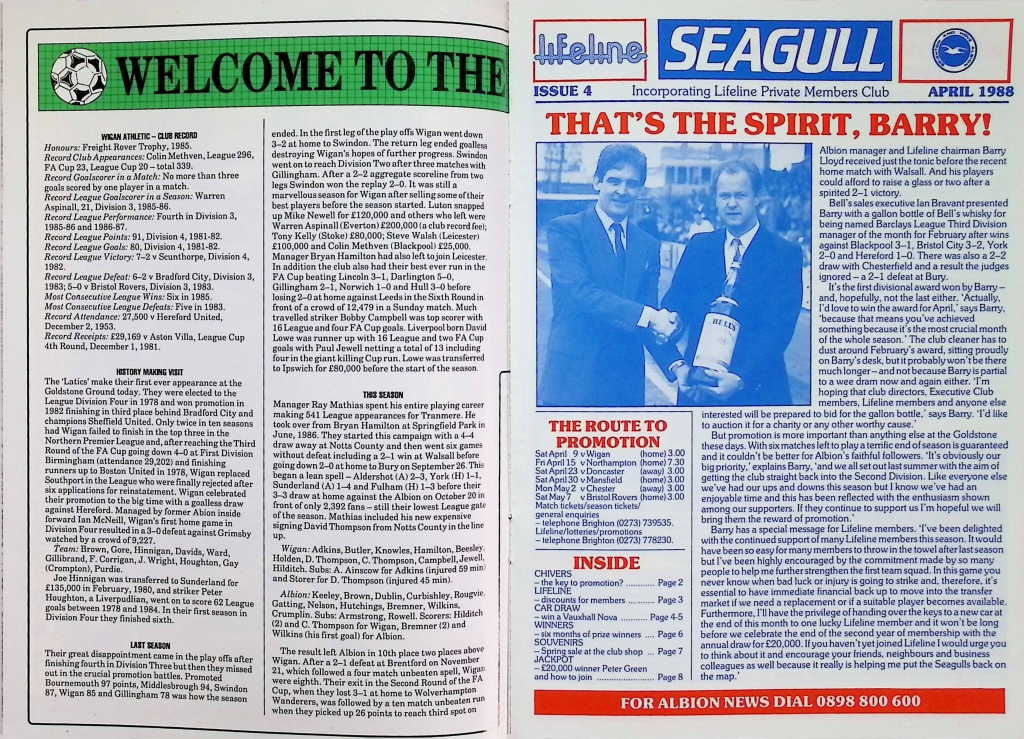 WELCOME TO THE
WIGAN ATHLETIC – CLUB RECORD
Honours: Freight Rover Trophy, 1985.
Record Club Appearances: Colin Methven, League 296,
FA Cup 23, League Cup 20 – total 339.
Record Goalscorer in a Match: No more than three
goals scored by one player in a match.
Record League Goalscorer in a Season: Warren
Aspinall, 21, Division 3, 1985-86.
Record League Performance: Fourth in Division 3,
1985-86 and 1986-87.
Record League Points: 91, Division 4, 1981-82.
Record League Goals: 80, Division 4, 1981-82.
Record League Victory: 7–2 v Scunthorpe, Division 4,
1982.
Record League Defeat: 6–2 v Bradford City, Division 3,
1983; 5–0 v Bristol Rovers, Division 3, 1983.
Most Consecutive League Wins: Six in 1985.
Most Consecutive League Defeats: Five in 1983.
Record Attendance: 27,500 v Hereford United,
December 2, 1953.
Record Receipts: £29,169 v Aston Villa, League Cup
4th Round, December 1, 1981.
HISTORY MAKING VISIT
The 'Latics' make their first ever appearance at the
Goldstone Ground today. They were elected to the
League Division Four in 1978 and won promotion in
1982 finishing in third place behind Bradford City and
champions Sheffield United. Only twice in ten seasons
had Wigan failed to finish in the top three in the
Northern Premier League and, after reaching the Third
Round of the FA Cup going down 4–0 at First Division
Birmingham (attendance 29,202) and finishing
runners up to Boston United in 1978, Wigan replaced
Southport in the League who were finally rejected after
six applications for reinstatement. Wigan celebrated
their promotion to the big time with a goalless draw
against Hereford. Managed by former Albion inside
forward Ian McNeill, Wigan's first home game in
Division Four resulted in a 3–0 defeat against Grimsby
watched by a crowd of 9,227.
Team: Brown, Gore, Hinnigan, Davids, Ward,
Gillibrand, F. Corrigan, J. Wright, Houghton, Gay
(Crompton), Purdie.
Joe Hinnigan was transferred to Sunderland for
£135,000 in February, 1980, and striker Peter
Houghton, a Liverpudlian, went on to score 62 League
goals between 1978 and 1984. In their first season in
Division Four they finished sixth.
LAST SEASON
Their great disappointment came in the play offs after
finishing fourth in Division Three but then they missed
out in the crucial promotion battles. Promoted
Bournemouth 97 points, Middlesbrough 94, Swindon
87, Wigan 85 and Gillingham 78 was how the season
ended. In the first leg of the play offs Wigan went down
3–2 at home to Swindon. The return leg ended goalless
destroying Wigan's hopes of further progress. Swindon
went on to reach Division Two after three matches with
Gillingham. After a 2–2 aggregate scoreline from two
legs Swindon won the replay 2–0. It was still a
marvellous season for Wigan after selling some of their
best players before the season started. Luton snapped
up Mike Newell for £120,000 and others who left were
Warren Aspinall (Everton) £200,000 (a club record fee);
Tony Kelly (Stoke) £80,000; Steve Walsh (Leicester)
£100,000 and Colin Methven (Blackpool) £25,000.
Manager Bryan Hamilton had also left to join Leicester.
In addition the club also had their best ever run in the
FA Cup beating Lincoln 3–1, Darlington 5–0,
Gillingham 2–1, Norwich 1–0 and Hull 3–0 before
losing 2–0 at home against Leeds in the Sixth Round in
front of a crowd of 12,479 in a Sunday match. Much
travelled striker Bobby Campbell was top scorer with
16 League and four FA Cup goals. Liverpool born David
Lowe was runner up with 16 League and two FA Cup
goals with Paul Jewell netting a total of 13 including
four in the giant killing Cup run. Lowe was transferred
to Ipswich for £80,000 before the start of the season.
THIS SEASON
Manager Ray Mathias spent his entire playing career
making 541 League appearances for Tranmere. He
took over from Bryan Hamilton at Springfield Park in
June, 1986. They started this campaign with a 4–4
draw away at Notts County and then went six games
without defeat including a 2–1 win at Walsall before
going down 2–0 at home to Bury on September 26. This
began a lean spell – Aldershot (A) 2–3, York (H) 1–1,
Sunderland (A) 1–4 and Fulham (H) 1–3 before their
3–3 draw at home against the Albion on October 20 in
front of only 2,392 fans – still their lowest League gate
of the season. Mathias included his new expensive
signing David Thompson from Notts County in the line
up.
Wigan: Adkins, Butler, Knowles, Hamilton, Beesley,
Holden, D. Thompson, C. Thompson, Campbell, Jewell,
Hilditch. Subs: A. Ainscow for Adkins (injured 59 min)
and Storer for D. Thompson (injured 45 min).
Albion: Keeley, Brown, Dublin, Curbishley, Rougvie,
Gatting, Nelson, Hutchings, Bremner, Wilkins,
Crumplin. Subs: Armstrong, Rowell. Scorers: Hilditch
(2) and C. Thompson for Wigan, Bremner (2) and
Wilkins (his first goal) for Albion.
The result left Albion in 10th place two places above
Wigan. After a 2–1 defeat at Brentford on November
21, which followed a four match unbeaten spell, Wigan
were eighth. Their exit in the Second Round of the FA
Cup, when they lost 3–1 at home to Wolverhampton
Wanderers, was followed by a ten match unbeaten run
when they picked up 26 points to reach third spot on
lifeline
SEAGULL
ISSUE 4
Incorporating Lifeline Private Members Club
APRIL 1988
THAT'S THE SPIRIT, BARRY!
BELL'S
Albion manager and Lifeline chairman Barry
Lloyd received just the tonic before the recent
home match with Walsall. And his players
could afford to raise a glass or two after a
spirited 2–1 victory.
Bell's sales executive Ian Bravant presented
Barry with a gallon bottle of Bell's whisky for
being named Barclays League Third Division
manager of the month for February after wins
against Blackpool 3–1, Bristol City 3–2, York
2–0 and Hereford 1–0. There was also a 2–2
draw with Chesterfield and a result the judges
ignored – a 2–1 defeat at Bury.
It's the first divisional award won by Barry –
and, hopefully, not the last either. 'Actually,
I'd love to win the award for April,' says Barry,
'because that means you've achieved
something because it's the most crucial month
of the whole season.' The club cleaner has to
dust around February's award, sitting proudly
on Barry's desk, but it probably won't be there
much longer – and not because Barry is partial
to a wee dram now and again either. 'I'm
hoping that club directors, Executive Club
members, Lifeline members and anyone else
interested will be prepared to bid for the gallon bottle,' says Barry. 'I'd like
to auction it for a charity or any other worthy cause.'
But promotion is more important than anything else at the Goldstone
these days. With six matches left to play a terrific end of season is guaranteed
and it couldn't be better for Albion's faithful followers. 'It's obviously our
big priority,' explains Barry, 'and we all set out last summer with the aim of
getting the club straight back into the Second Division. Like everyone else
we've had our ups and downs this season but I know we've had an
enjoyable time and this has been reflected with the enthusiasm shown
among our supporters. If they continue to support us I'm hopeful we will
bring them the reward of promotion.'
Barry has a special message for Lifeline members. 'I've been delighted
with the continued support of many Lifeline members this season. It would
have been so easy for many members to throw in the towel after last season
but I've been highly encouraged by the commitment made by so many
people to help me further strengthen the first team squad. In this game you
never know when bad luck or injury is going to strike and, therefore, it's
essential to have immediate financial back up to move into the transfer
market if we need a replacement or if a suitable player becomes available.
Furthermore, I'll have the privilege of handing over the keys to a new car at
the end of this month to one lucky Lifeline member and it won't be long
before we celebrate the end of the second year of membership with the
annual draw for £20,000. If you haven't yet joined Lifeline I would urge you
to think about it and encourage your friends, neighbours and business
colleagues as well because it really is helping me put the Seagulls back on
the map.'
THE ROUTE TO
PROMOTION
Sat April 9 v Wigan (home) 3.00
Fri April 15 v Northampton (home) 7.30
Sat April 23 v Doncaster (away) 3.00
Sat April 30 v Mansfield (home) 3.00
Mon May 2 v Chester (away) 3.00
Sat May 7 v Bristol Rovers (home) 3.00
Match tickets/season tickets/
general enquiries
– telephone Brighton (0273) 739535.
Lifeline/lotteries/promotions
– telephone Brighton (0273) 778230.
INSIDE
CHIVERS
– the key to promotion? ............ Page 2
LIFELINE
– discounts for members .... Page 3
CAR DRAW
– win a Vauxhall Nova ........... Page 4-5
WINNERS
– six months of prize winners .... Page 6
SOUVENIRS
– Spring sale at the club shop ... Page 7
JACKPOT
– £20,000 winner Peter Green
and how to join ...................... Page 8
FOR ALBION NEWS DIAL 0898 800 600